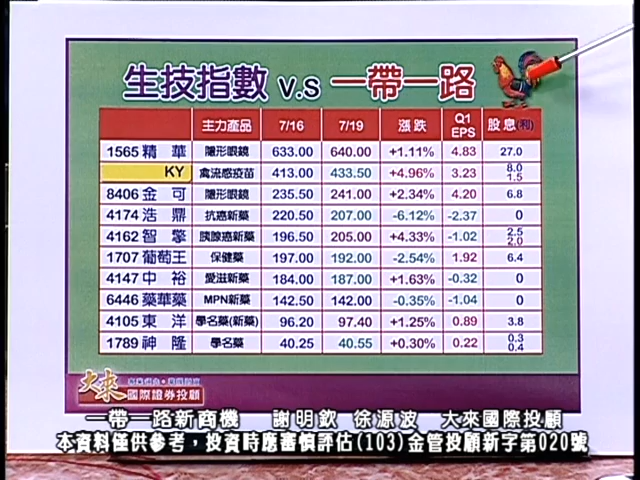 生技指數 V.S 一帶一路
主力產品 7/16 7/19 漲跌 Q1 EPS 股息(利)
1565 精華 隱形眼鏡 633.00 640.00 +1.11% 4.83 27.0
KY 禽流感疫苗 413.00 433.50 +4.96% 3.23 8.0 1.5
8406 金可 隱形眼鏡 235.50 241.00 +2.34% 4.20 6.8
4174 浩鼎 抗癌新藥 220.50 207.00 -6.12% -2.37 0
4162 智擎 胰腺癌新藥 196.50 205.00 +4.33% -1.02 2.5 2.0
1707 葡萄王 保健藥 197.00 192.00 -2.54% 1.92 6.4
4147 中裕 愛滋新藥 184.00 187.00 +1.63% -0.32 0
6446 藥華藥 MPN新藥 142.50 142.00 -0.35% -1.04 0
4105 東洋 學名藥(新藥) 96.20 97.40 +1.25% 0.89 3.8
1789 神隆 學名藥 40.25 40.55 +0.30% 0.22 0.3 0.4
大來
國際證券投顧
一帶一路新商機 謝明欽 徐源波 大來國際投顧
本資料僅供參考，投資時應審慎評估(103)金管投顧新字第020號